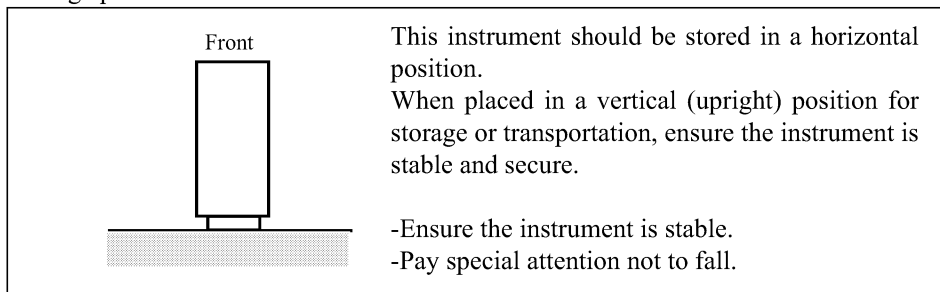 Front
This instrument should be stored in a horizontal
position.
When placed in a vertical (upright) position for
storage or transportation, ensure the instrument is
stable and secure.
-Ensure the instrument is stable.
-Pay special attention not to fall.